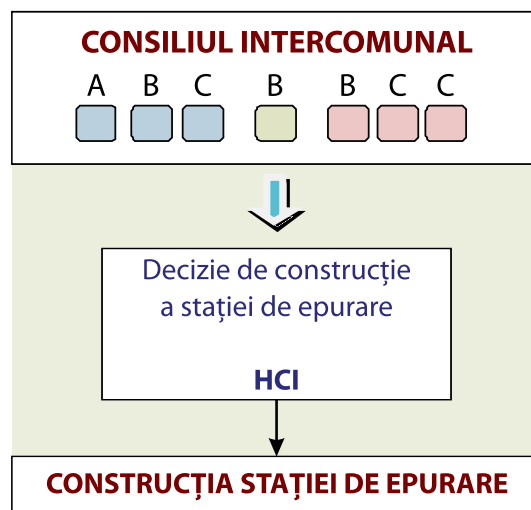 CONSILIUL INTERCOMUNAL
A B C B B C C
Decizie de construcție
a stației de epurare
HCI
CONSTRUCȚIA STAȚIEI DE EPURARE